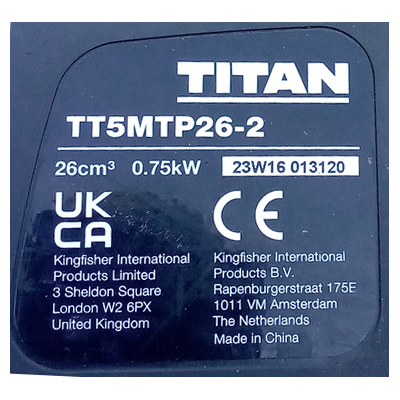 TITAN
TT5MTP26-2
26cm³ 0.75kW 23W16 013120
UK
CA
CE
Kingfisher International
Products Limited
3 Sheldon Square
London W2 6PX
United Kingdom
Kingfisher International
Products B.V.
Rapenburgerstraat 175E
1011 VM Amsterdam
The Netherlands
Made in China